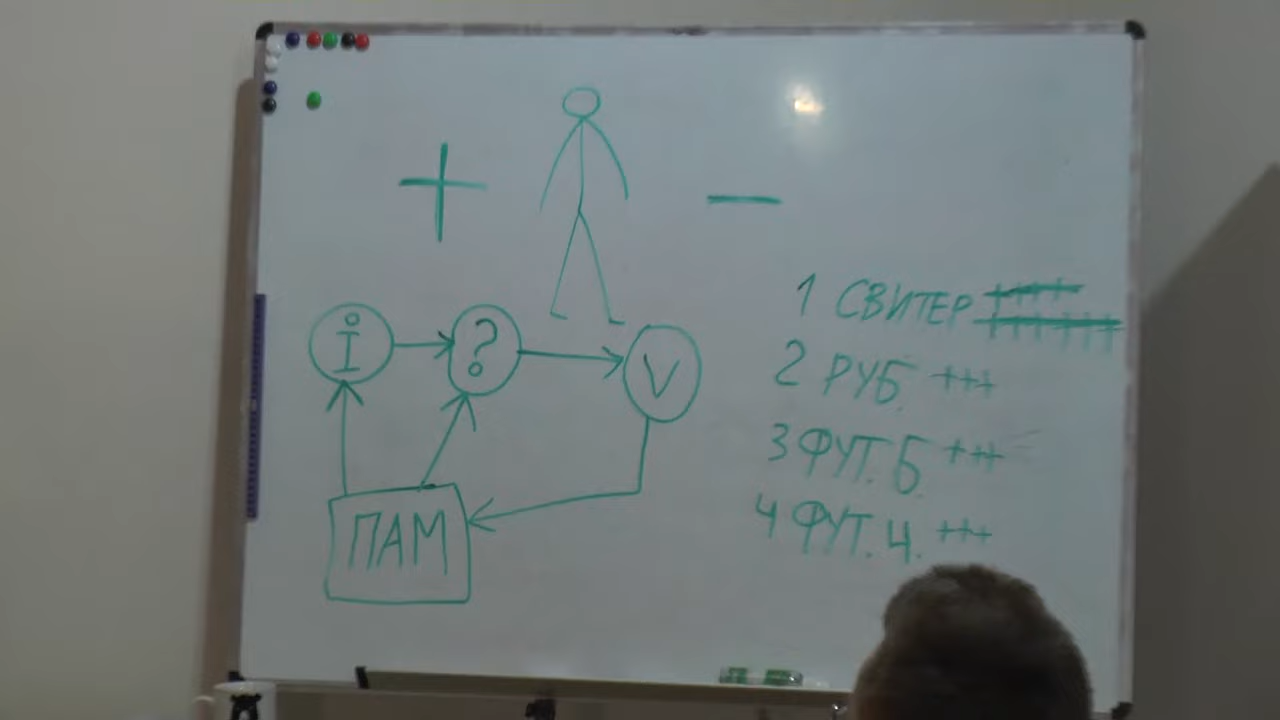 + −
i ? V
ПАМ
1 СВИТЕР
2 РУБ. +++
3 ФУТ. Б. +++
4 ФУТ. Ч. +++